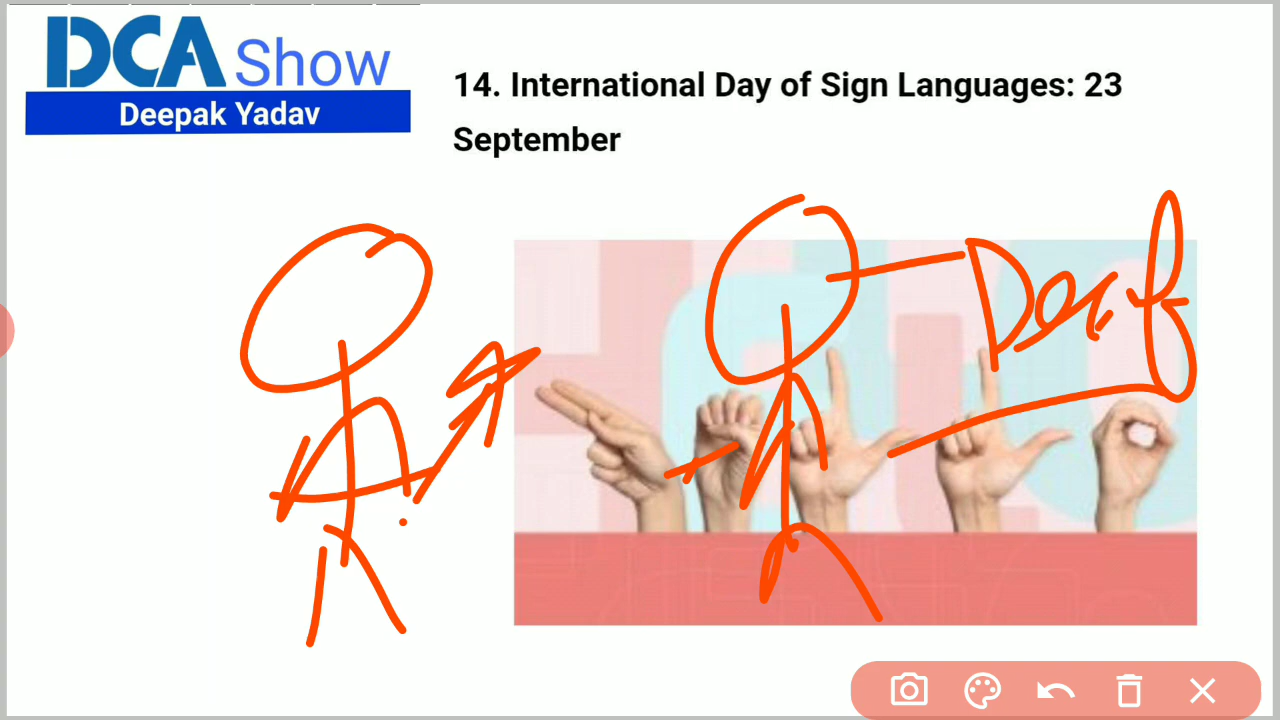 DCA Show
Deepak Yadav
14. International Day of Sign Languages: 23
September
Deaf